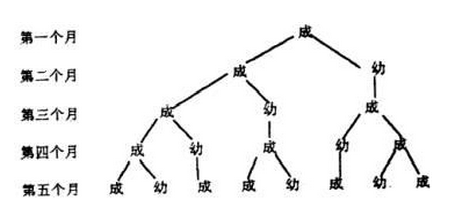 第一个月 成
第二个月 成 幼
第三个月 成 幼 成
第四个月 成 幼 成 幼 成
第五个月 成 幼 成 成 幼 成 幼 成